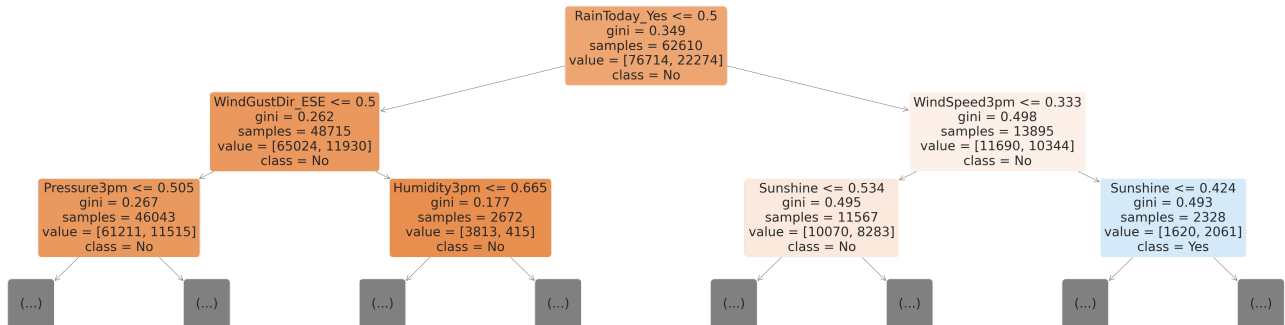 RainToday_Yes <= 0.5
gini = 0.349
samples = 62610
value = [76714, 22274]
class = No
WindGustDir_ESE <= 0.5
gini = 0.262
samples = 48715
value = [65024, 11930]
class = No
WindSpeed3pm <= 0.333
gini = 0.498
samples = 13895
value = [11690, 10344]
class = No
Pressure3pm <= 0.505
gini = 0.267
samples = 46043
value = [61211, 11515]
class = No
Humidity3pm <= 0.665
gini = 0.177
samples = 2672
value = [3813, 415]
class = No
Sunshine <= 0.534
gini = 0.495
samples = 11567
value = [10070, 8283]
class = No
Sunshine <= 0.424
gini = 0.493
samples = 2328
value = [1620, 2061]
class = Yes
(...)
(...)
(...)
(...)
(...)
(...)
(...)
(...)